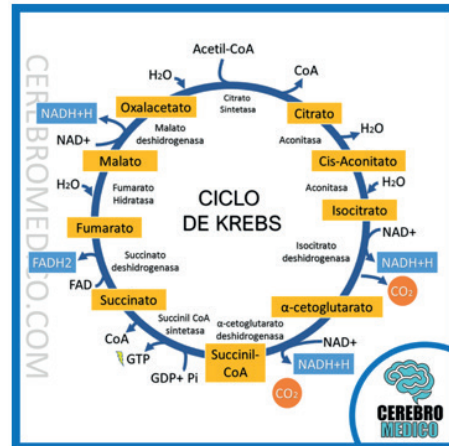 CEREBROMEDICO.COM
CICLO
DE KREBS
Acetil-CoA
CoA
H₂O
Citrato
Sintetasa
Oxalacetato
Citrato
NADH+H
NAD+
Malato
deshidrogenasa
Aconitasa
H₂O
Malato
Cis-Aconitato
H₂O
Fumarato
Hidratasa
Aconitasa
H₂O
Fumarato
Isocitrato
NAD+
Isocitrato
deshidrogenasa
NADH+H
CO₂
FADH2
FAD
Succinato
deshidrogenasa
Succinato
α-cetoglutarato
CoA
GTP
GDP+ Pi
Succinil CoA
sintetasa
α-cetoglutarato
deshidrogenasa
NAD+
NADH+H
CO₂
Succinil-
CoA
CEREBRO
MEDICO